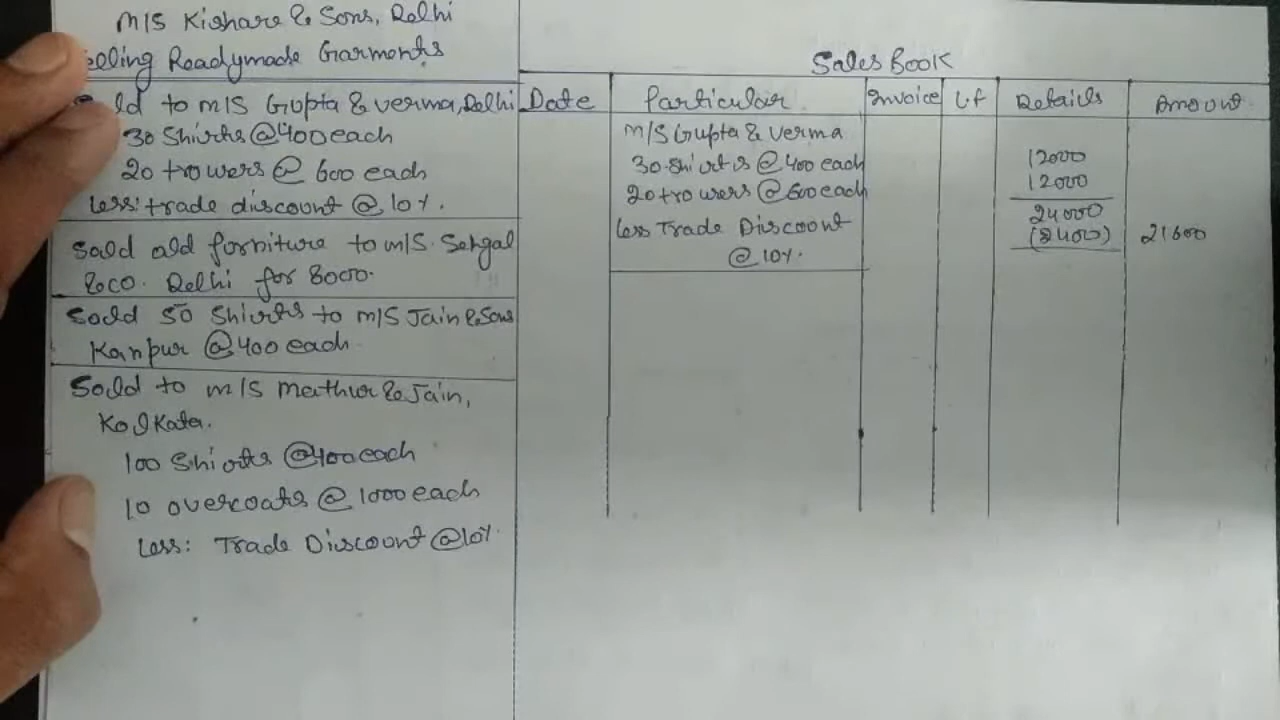 M/S Kishore & Sons, Delhi
elling Readymade Garments
ld to M/S Gupta & Verma, Delhi
30 Shirts @ 400 each
20 trowers @ 600 each
Less: trade discount @ 10%.
Sold old forniture to M/S. Sehgal
& co. Delhi for 8000.
Sold 50 Shirts to M/S Jain & Sons
Kanpur @ 400 each
Sold to M/S Mathur & Jain,
Kolkata.
100 Shirts @ 400 each
10 overcoats @ 1000 each
Less: Trade Discount @ 10%.
Sales Book
Date Particular Invoice LF Details Amount
M/S Gupta & Verma
30 Shirts @ 400 each 12000
20 trowers @ 600 each 12000
24000
Less Trade Discount (2400) 21600
@ 10%.